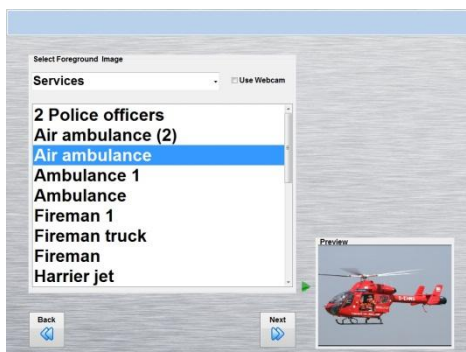 Select Foreground Image
Services
Use Webcam
2 Police officers
Air ambulance (2)
Air ambulance
Ambulance 1
Ambulance
Fireman 1
Fireman truck
Fireman
Harrier jet
Preview
Back
Next